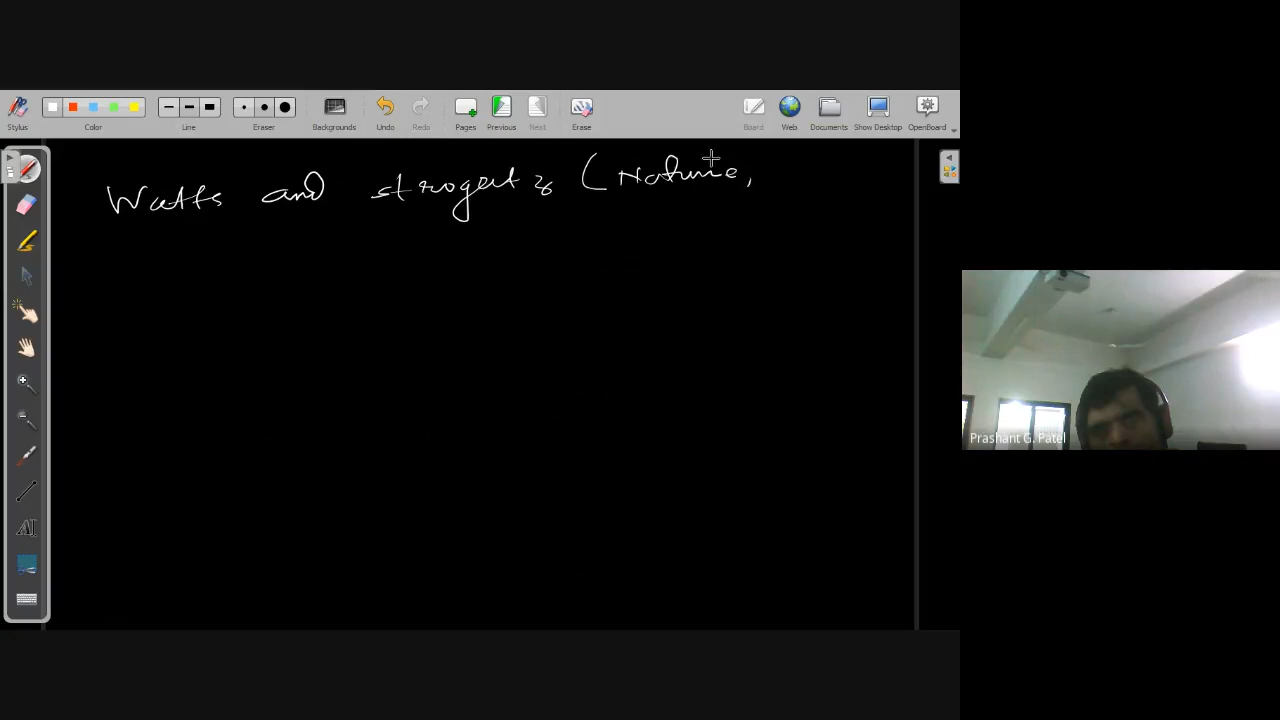 Stylus
Color
Line
Eraser
Backgrounds
Undo
Redo
Pages
Previous
Next
Erase
Board
Web
Documents
Show Desktop
OpenBoard
Watts and strogertz (Nature,
Prashant G. Patel